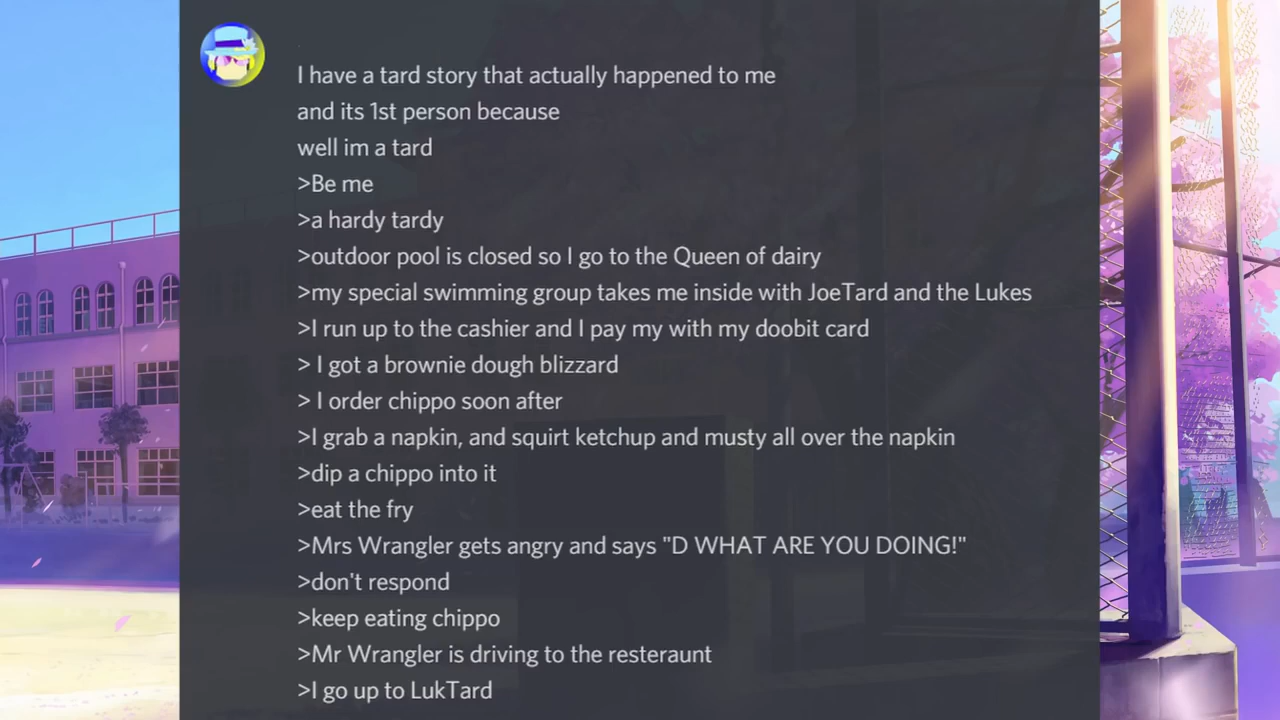 I have a tard story that actually happened to me
and its 1st person because
well im a tard
>Be me
>a hardy tardy
>outdoor pool is closed so I go to the Queen of dairy
>my special swimming group takes me inside with JoeTard and the Lukes
>I run up to the cashier and I pay my with my doobit card
> I got a brownie dough blizzard
> I order chippo soon after
>I grab a napkin, and squirt ketchup and musty all over the napkin
>dip a chippo into it
>eat the fry
>Mrs Wrangler gets angry and says "D WHAT ARE YOU DOING!"
>don't respond
>keep eating chippo
>Mr Wrangler is driving to the resteraunt
>I go up to LukTard